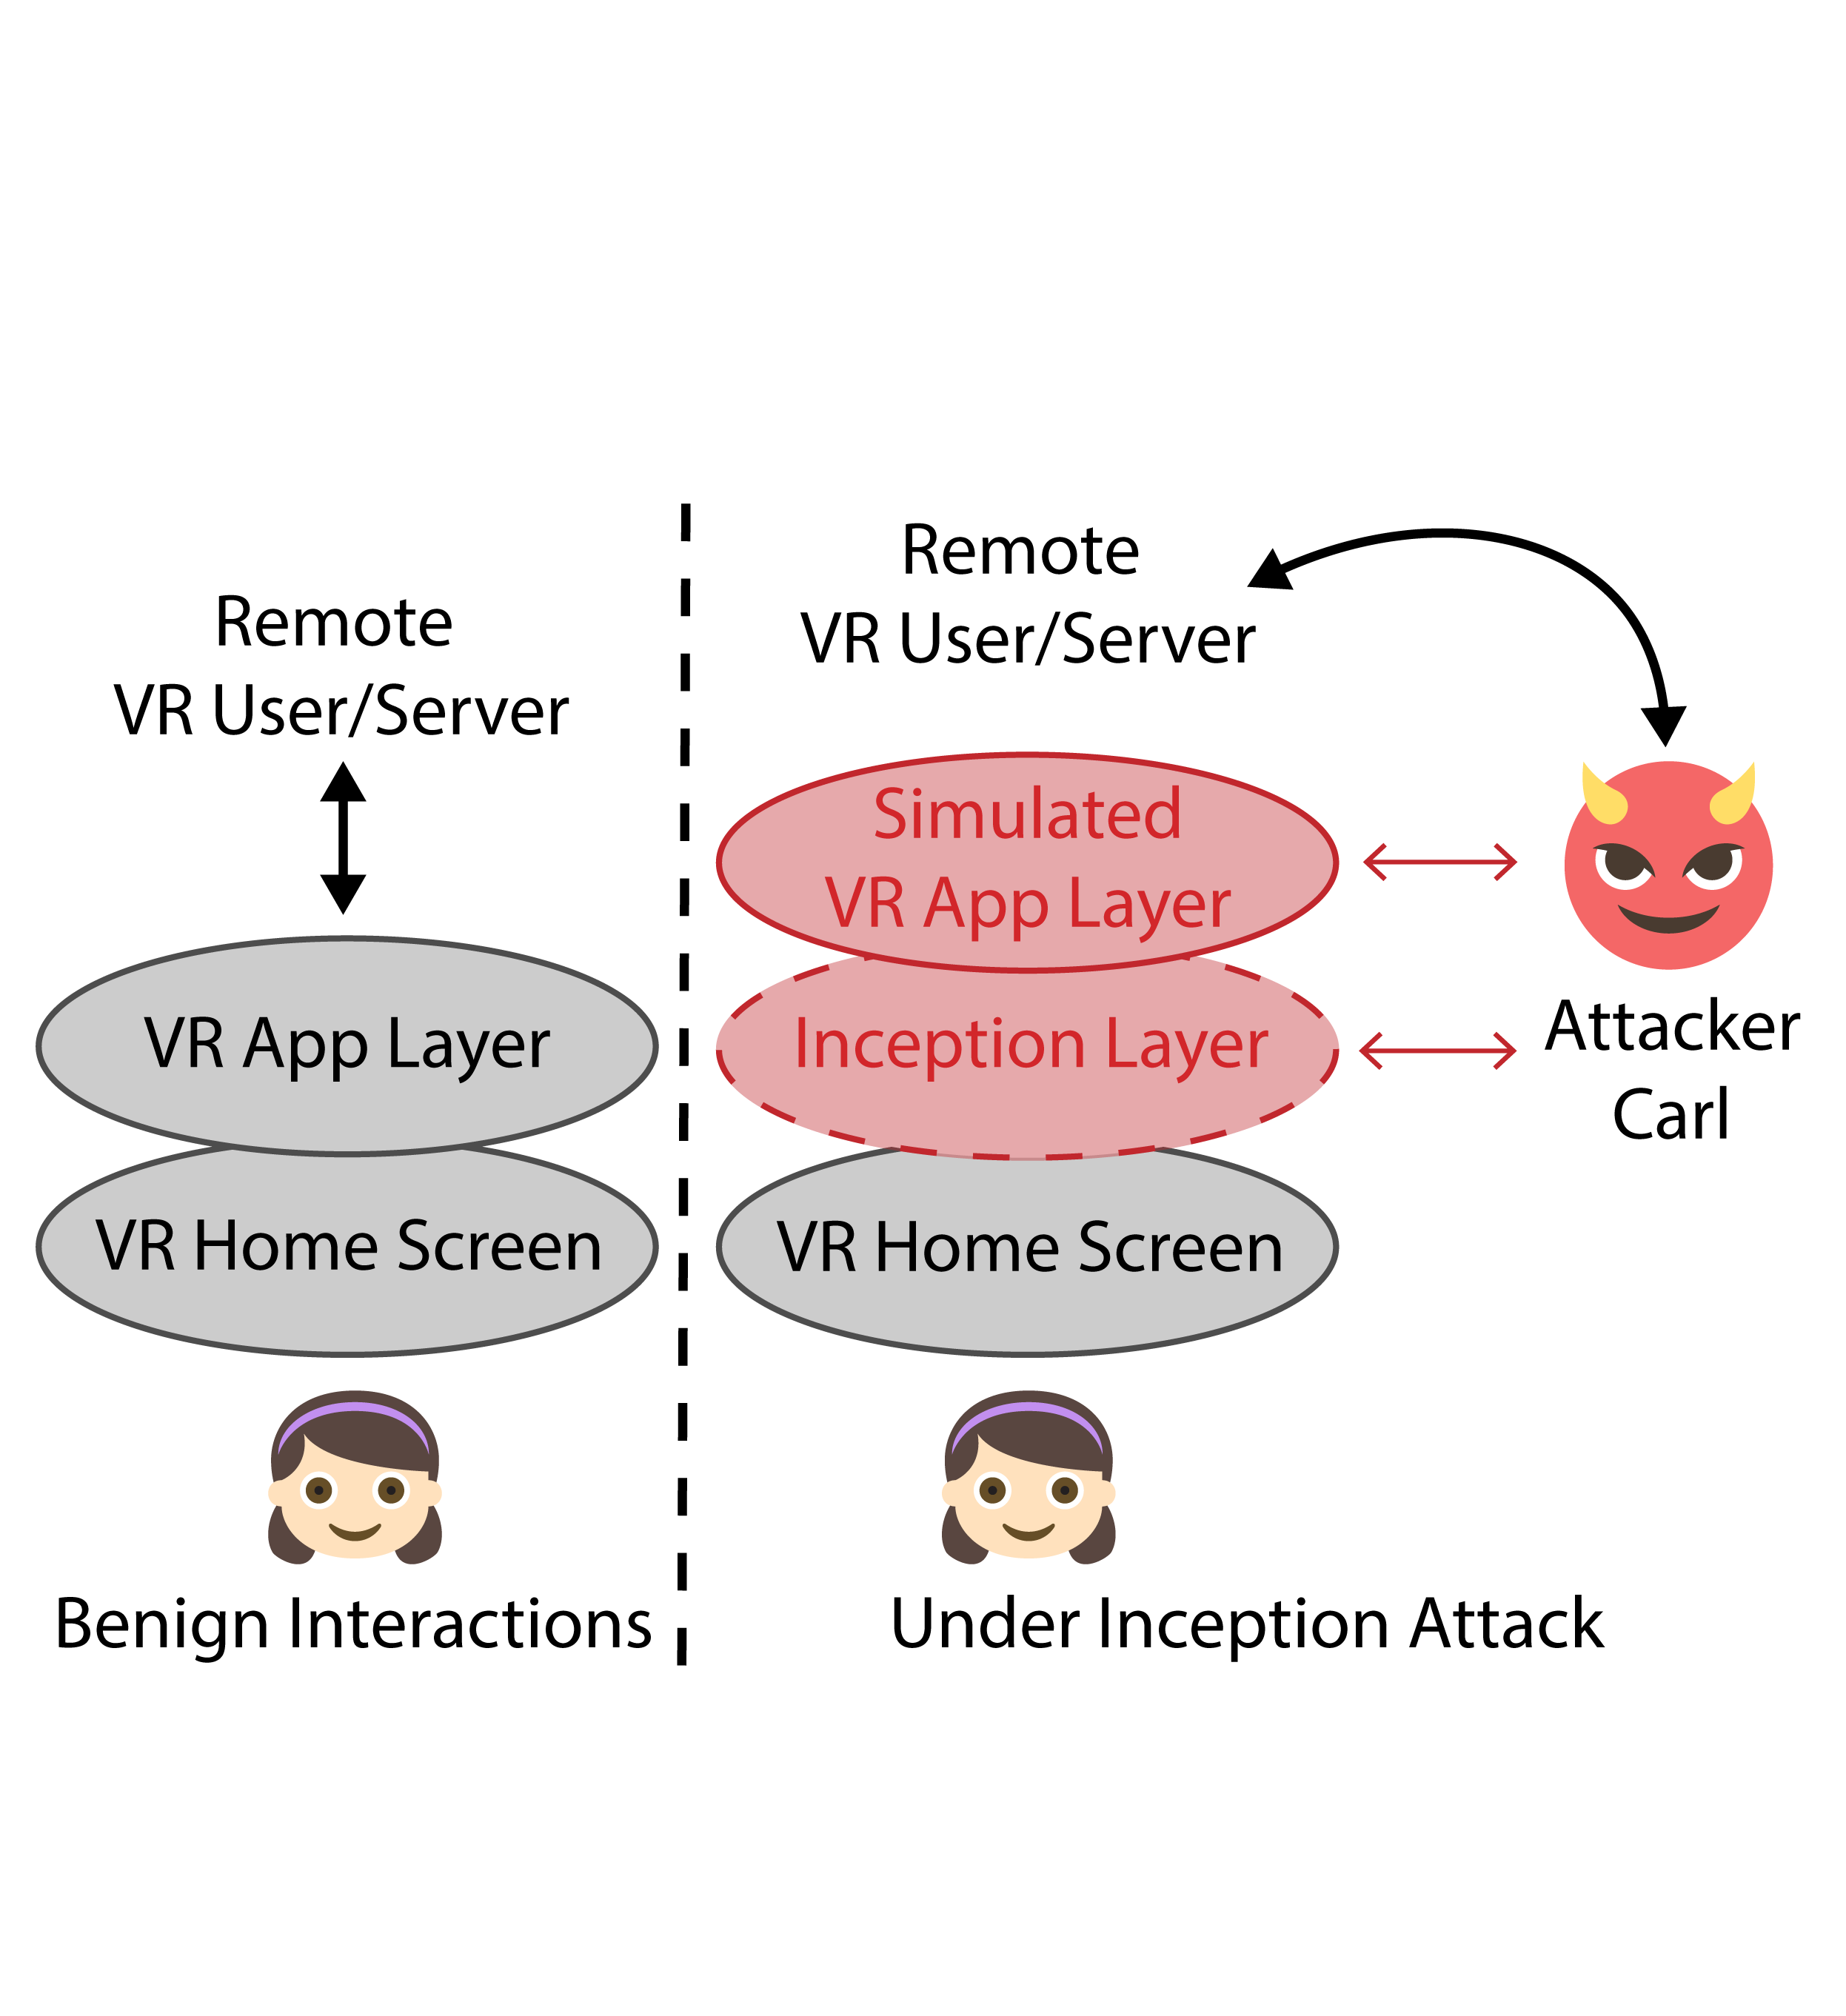 Remote
VR User/Server
VR App Layer
VR Home Screen
Benign Interactions
Remote
VR User/Server
Simulated
VR App Layer
Inception Layer
VR Home Screen
Attacker
Carl
Under Inception Attack